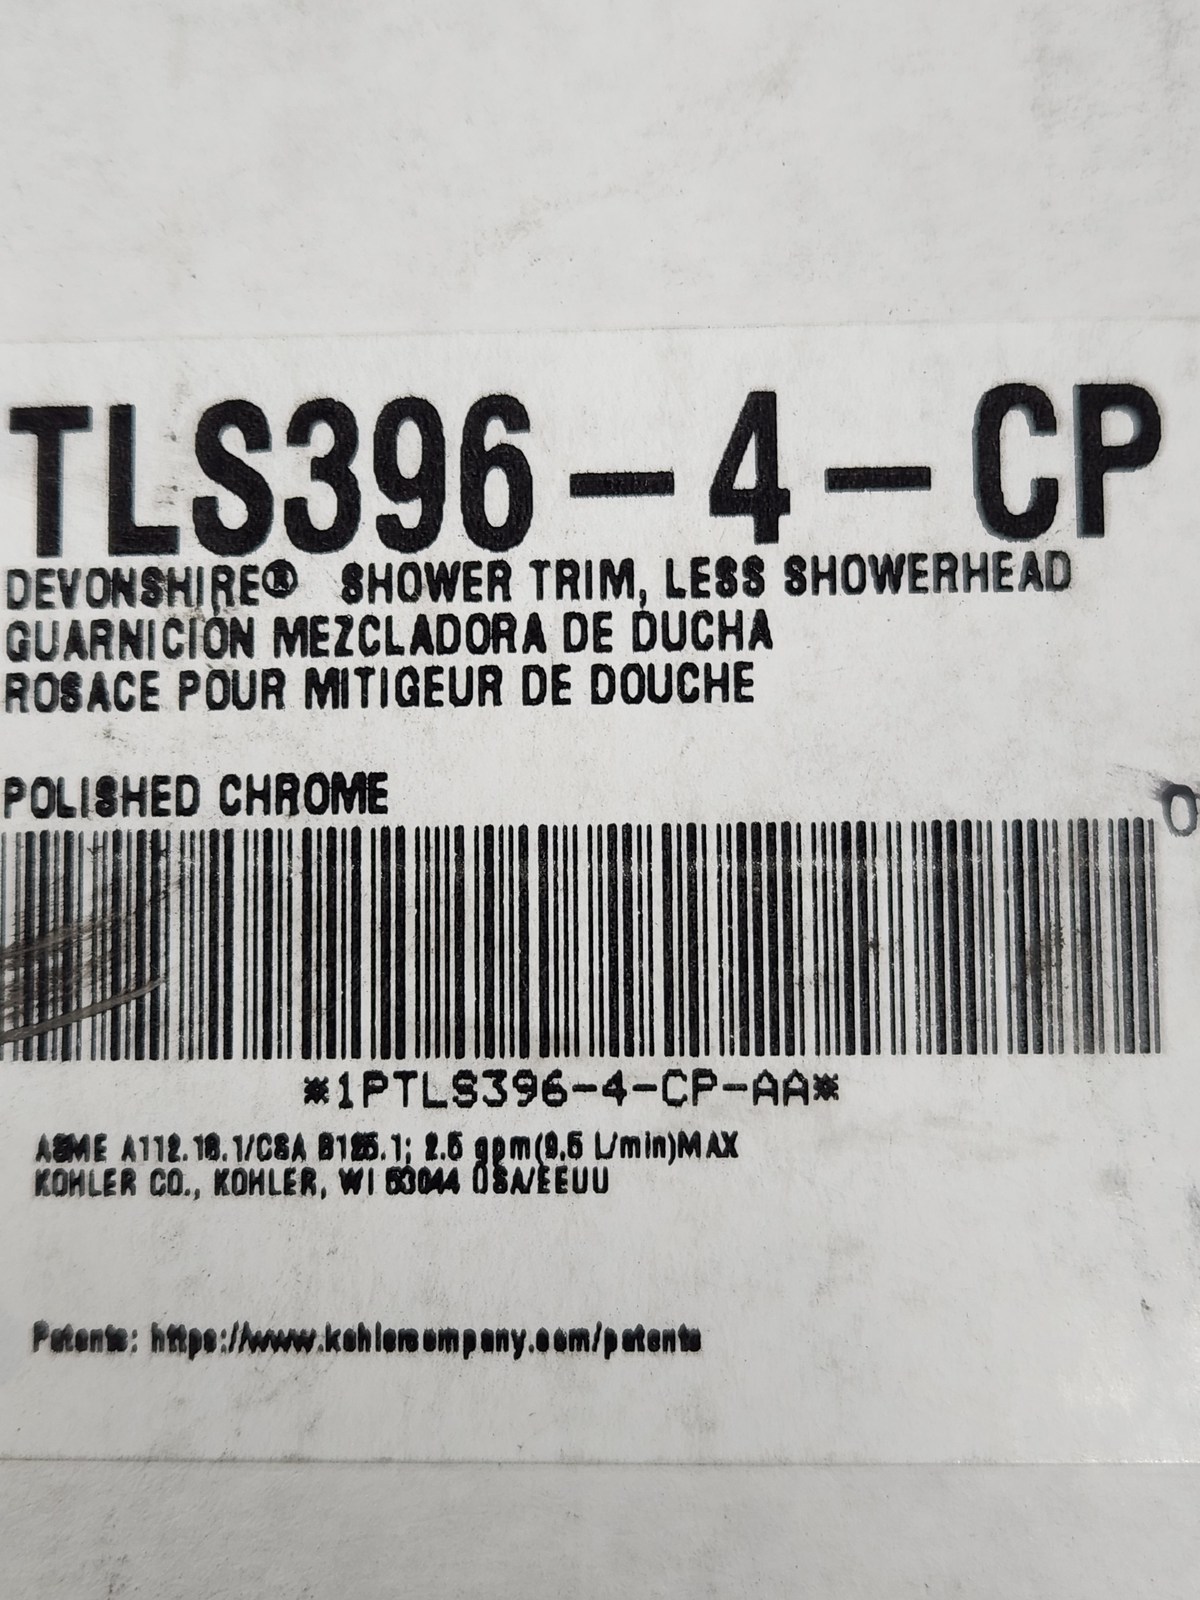 TLS396-4-CP
DEVONSHIRE® SHOWER TRIM, LESS SHOWERHEAD
GUARNICIÓN MEZCLADORA DE DUCHA
ROSACE POUR MITIGEUR DE DOUCHE
POLISHED CHROME
0
*1PTLS396-4-CP-AA*
ASME A112.18.1/CSA B125.1; 2.5 gpm(9.5 L/min)MAX
KOHLER CO., KOHLER, WI 53044 USA/EEUU
Patents: https://www.kohlercompany.com/patents